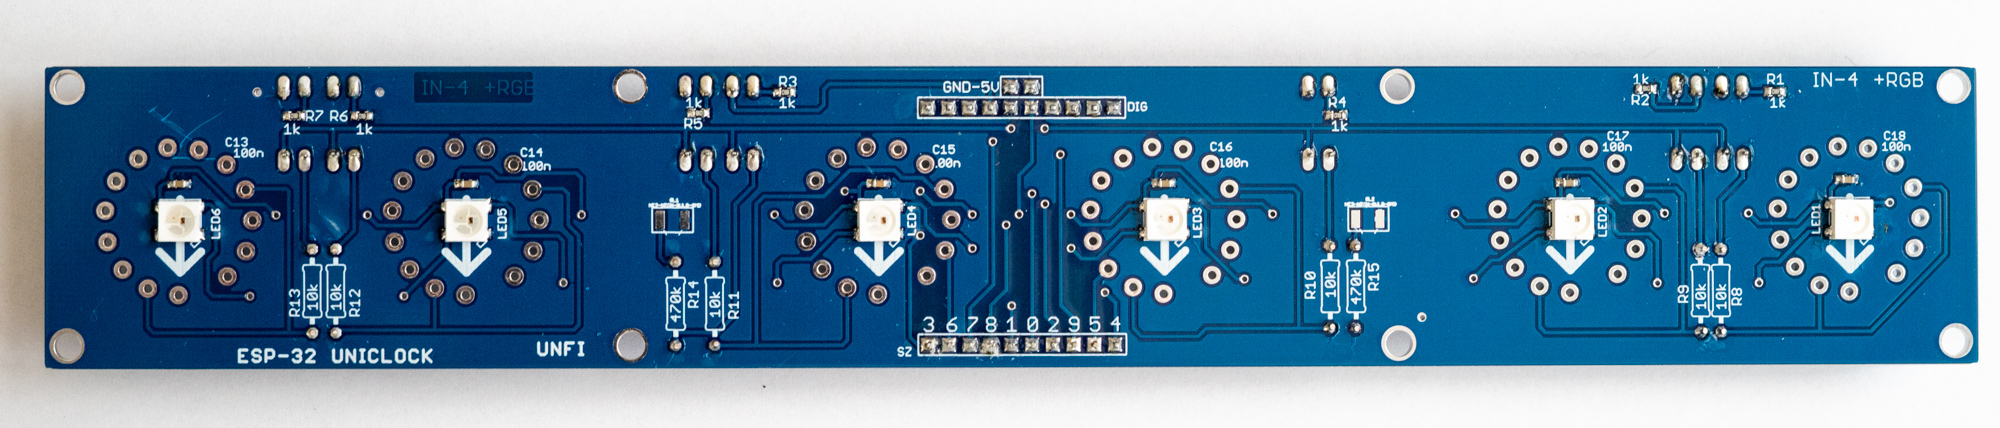 IN-4 +RGB
R3
1k
GND-5V
DIG
1k
R5
R7 R6
1k
1k
R4
1k
1k
R2
R1
1k
IN-4 +RGB
C13
100n
C14
100n
C15
00n
C16
100n
C17
100n
C18
100n
LED6
LED5
LED4
LED3
LED2
LED1
R13
10k
10k
R12
470k
R14
10k
R11
R10
10k
470k
R15
R9
10k
10k
R8
3 6 7 8 1 0 2 9 5 4
SZ
ESP-32 UNICLOCK
UNFI